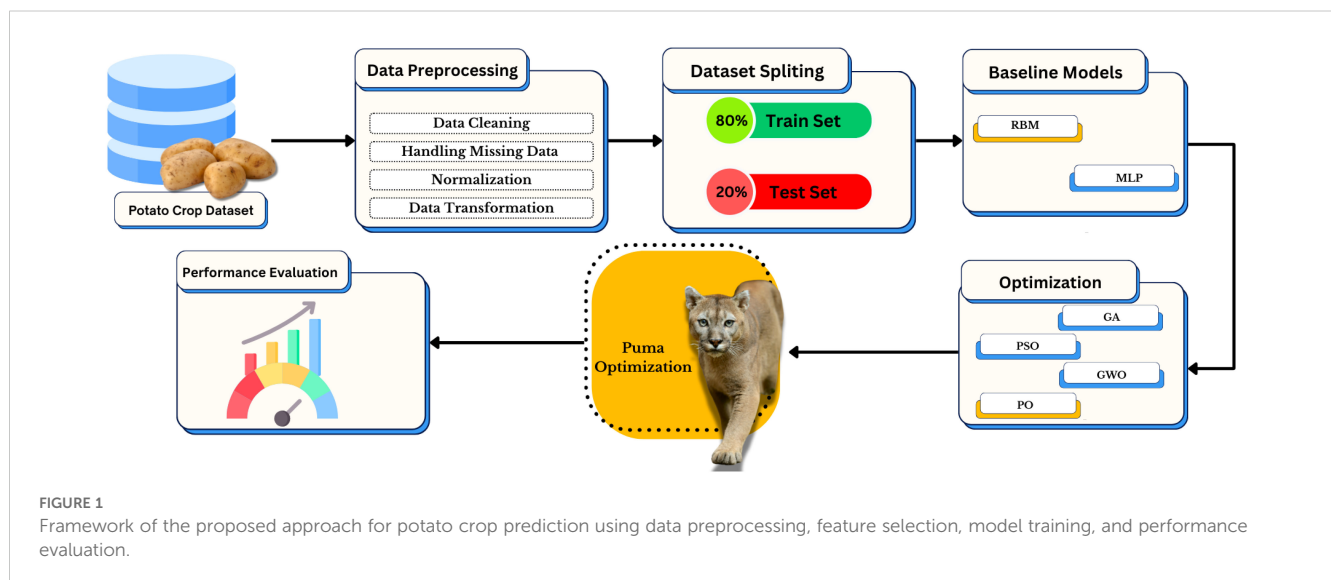 Data Preprocessing
Dataset Spliting
Baseline Models
Data Cleaning
Handling Missing Data
Normalization
Data Transformation
80% Train Set
20% Test Set
RBM
MLP
Potato Crop Dataset
Performance Evaluation
Puma
Optimization
Optimization
GA
PSO
GWO
PO
FIGURE 1
Framework of the proposed approach for potato crop prediction using data preprocessing, feature selection, model training, and performance
evaluation.